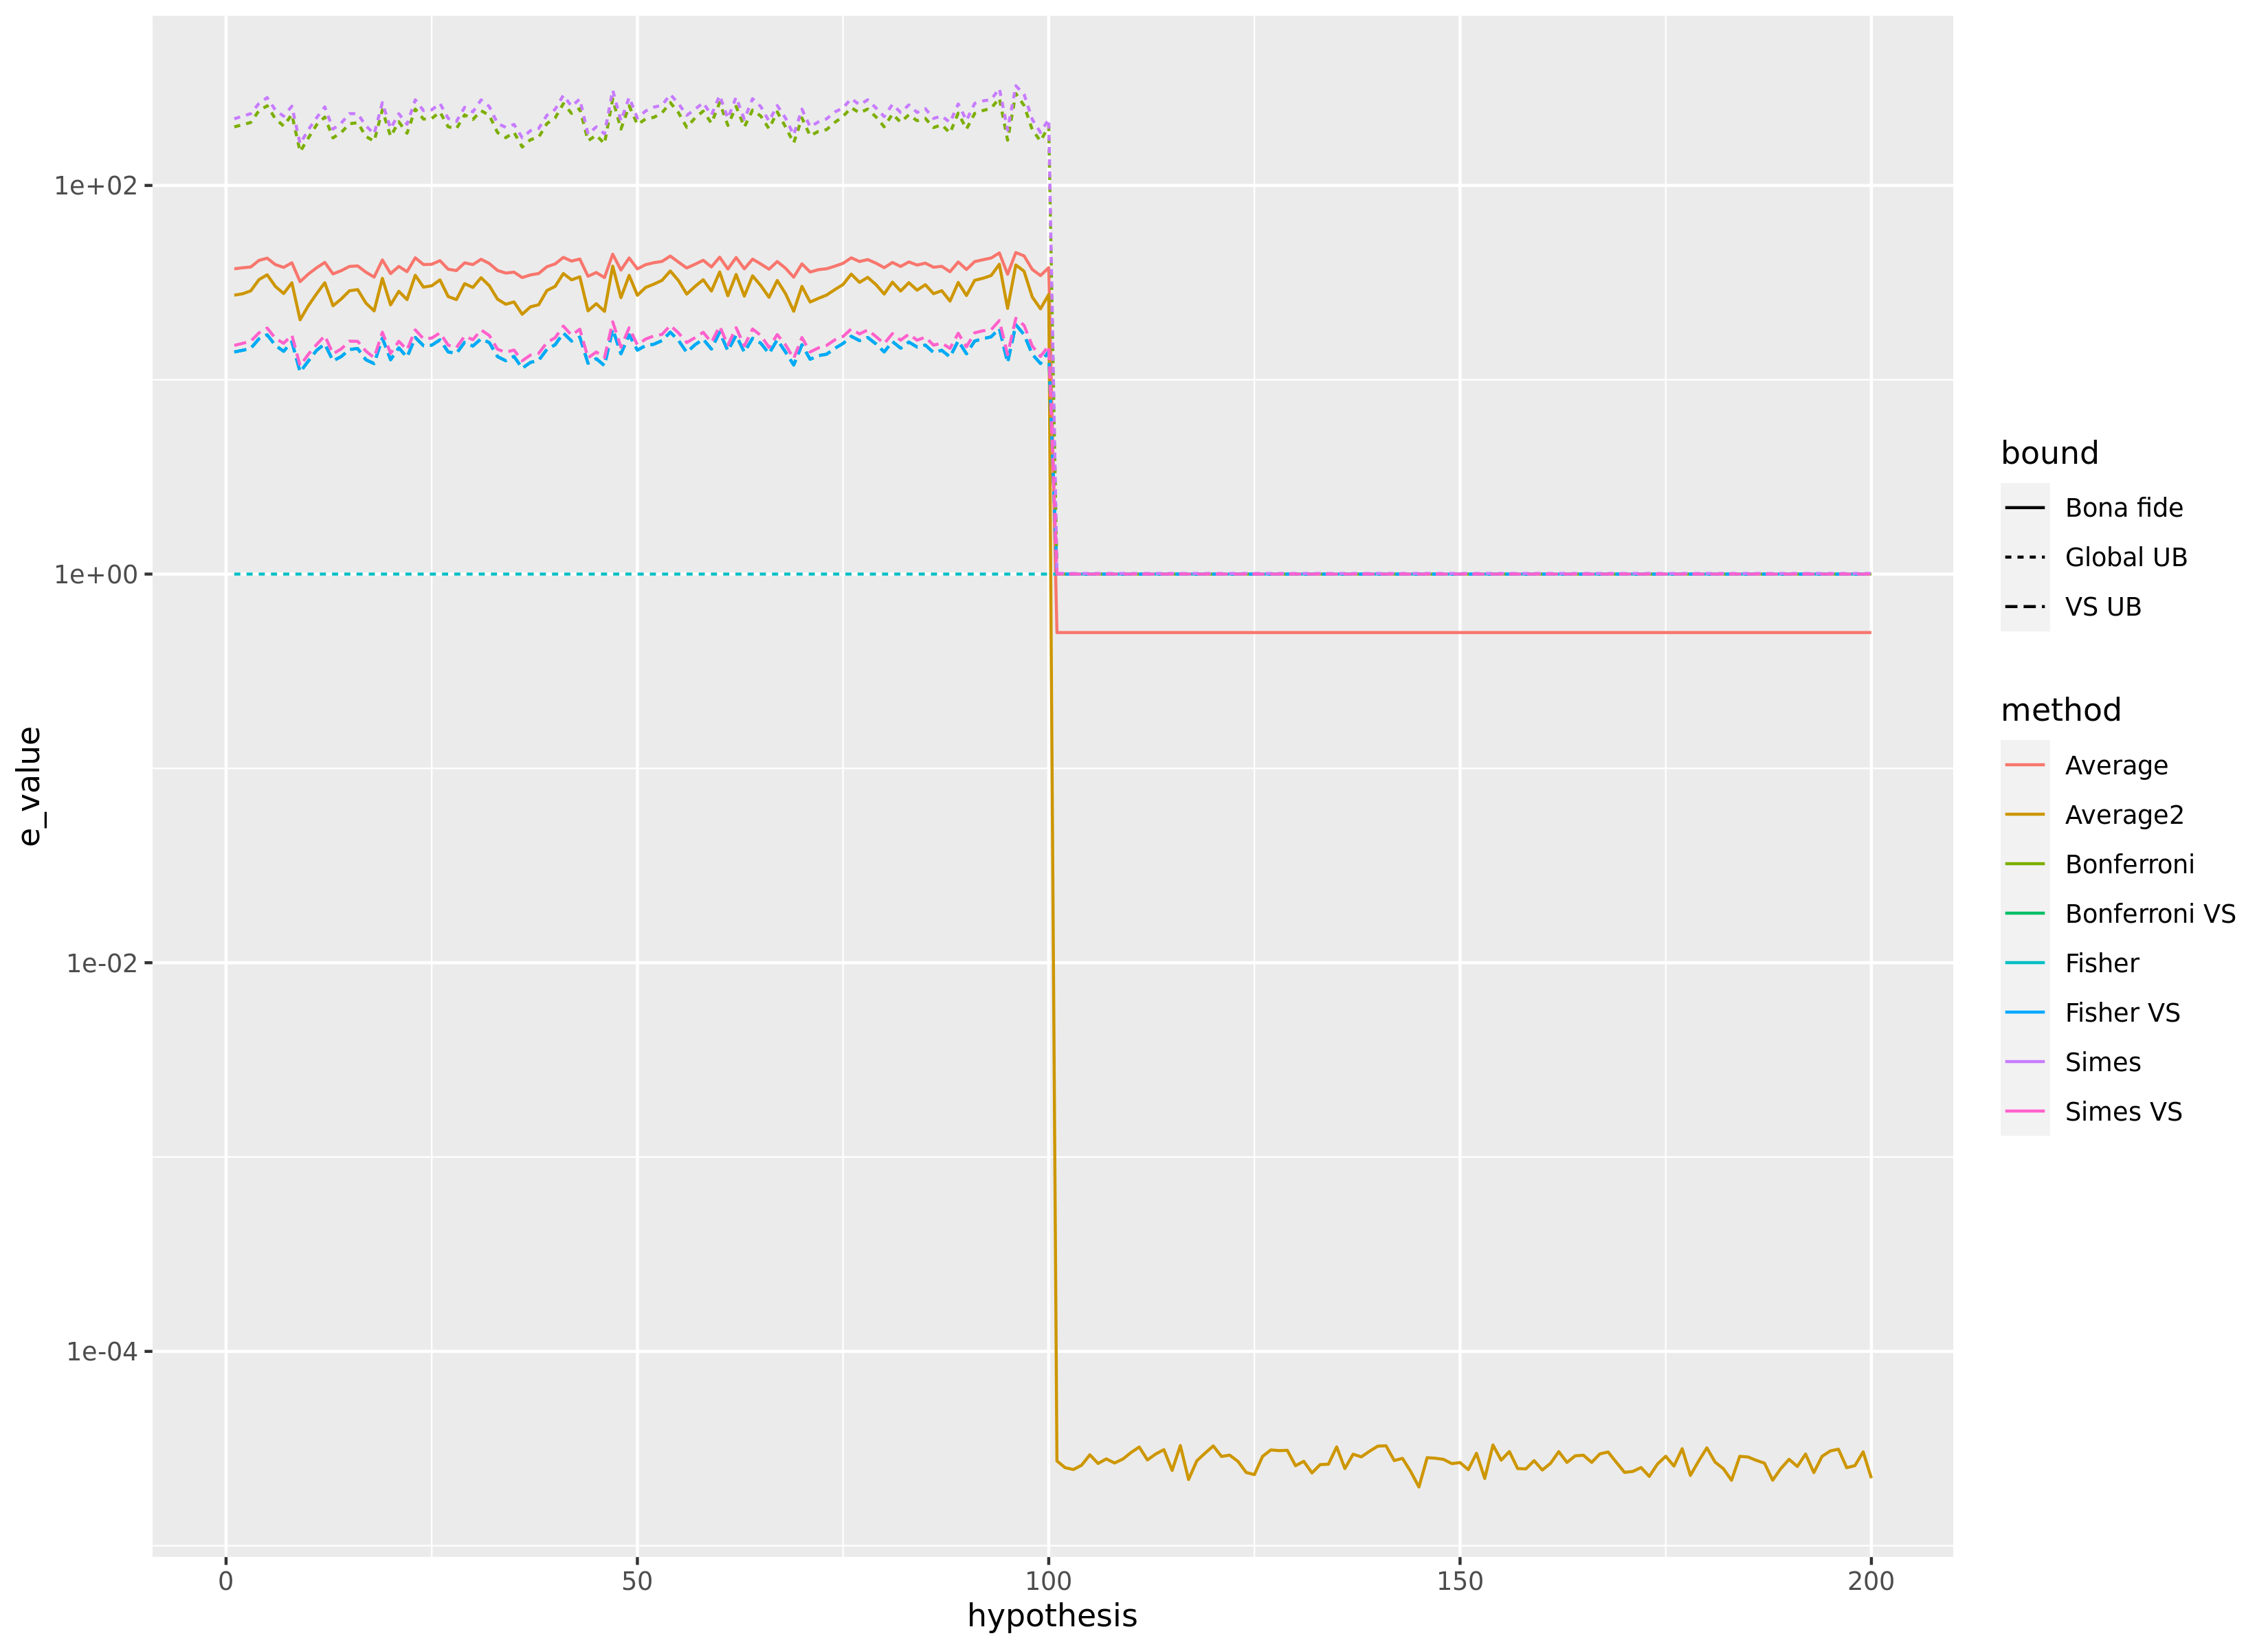 1e+02
1e+00
1e-02
1e-04
e_value
0
50
100
150
200
hypothesis
bound
Bona fide
Global UB
VS UB
method
Average
Average2
Bonferroni
Bonferroni VS
Fisher
Fisher VS
Simes
Simes VS